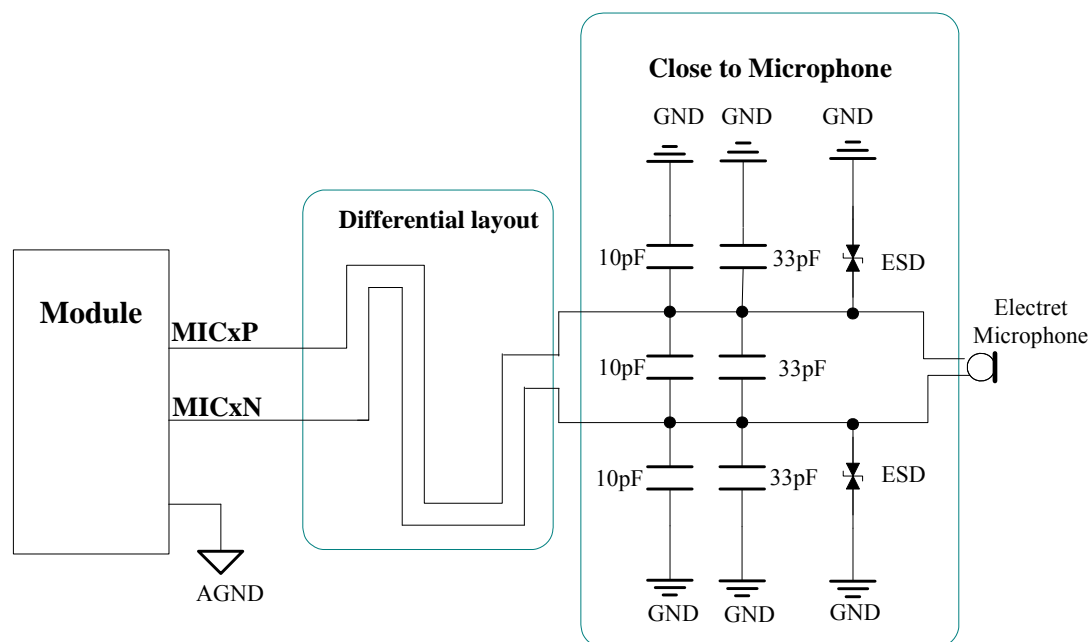 Close to Microphone
GND
GND
GND
Differential layout
10pF
33pF
ESD
Module
MICxP
Electret
Microphone
10pF
33pF
MICxN
10pF
33pF
ESD
AGND
GND
GND
GND